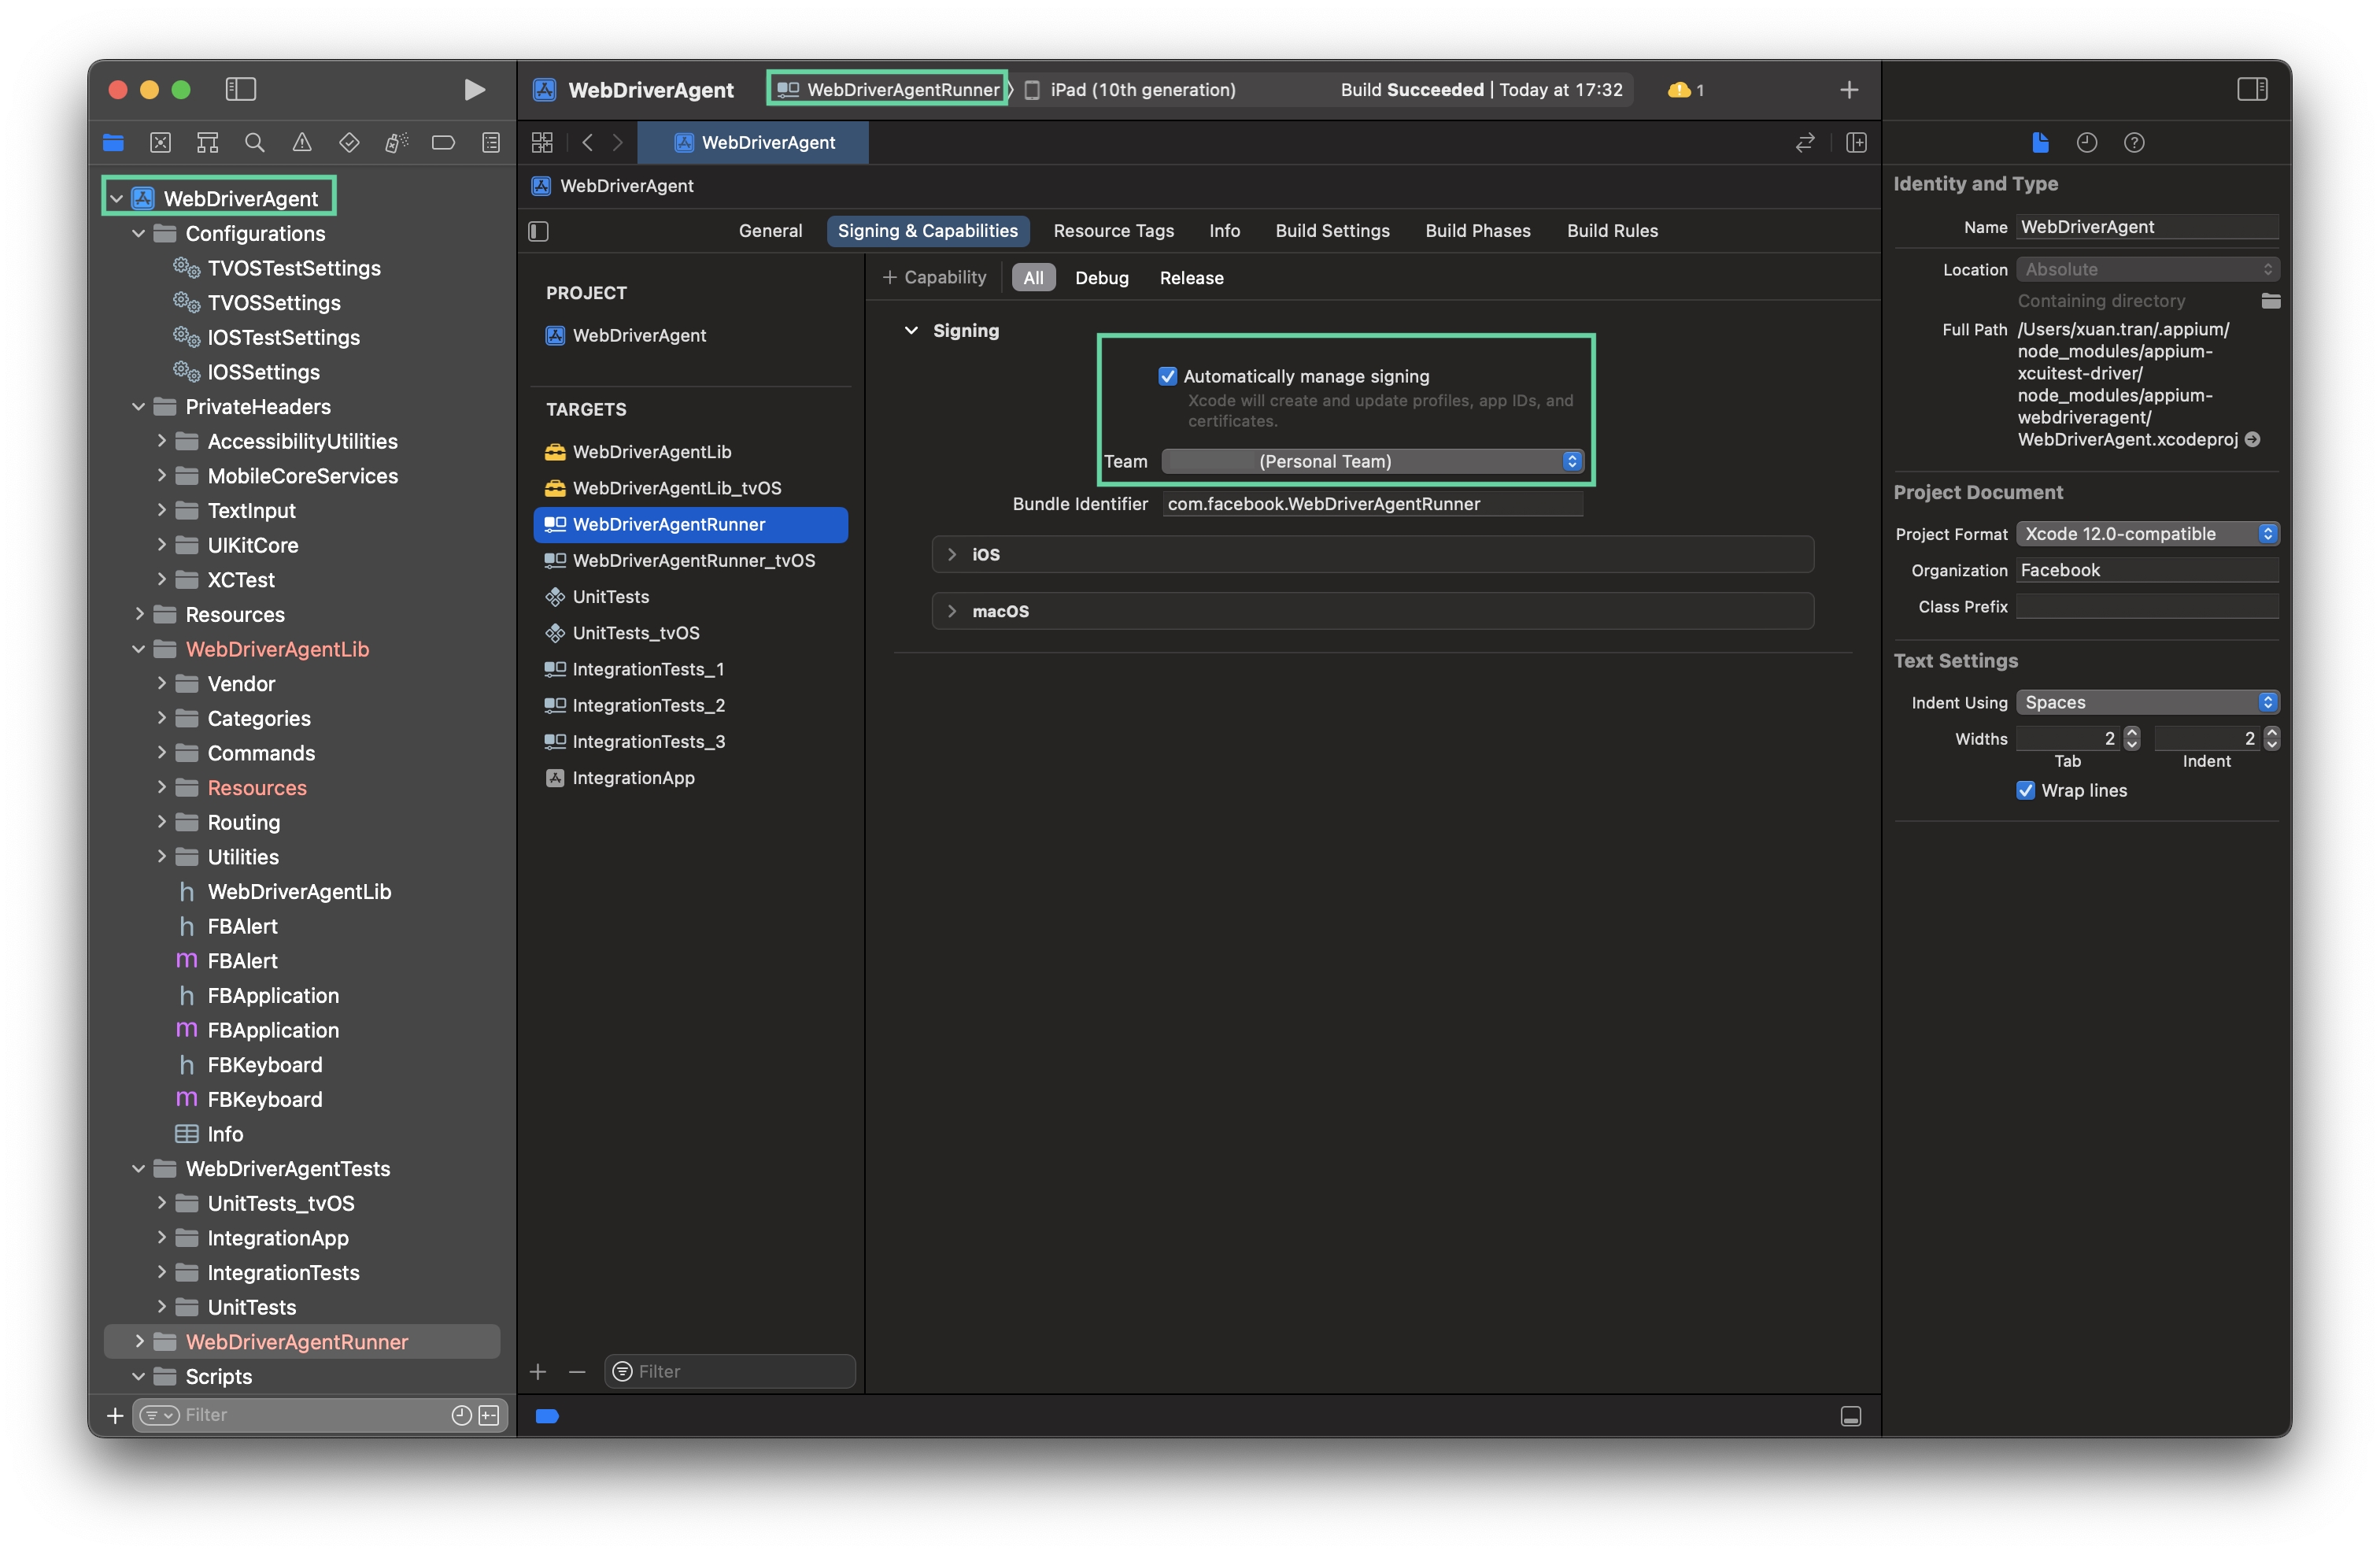 WebDriverAgent
WebDriverAgentRunner
iPad (10th generation)
Build Succeeded | Today at 17:32
1
WebDriverAgent
WebDriverAgent
Configurations
TVOSTestSettings
TVOSSettings
IOSTestSettings
IOSSettings
PrivateHeaders
AccessibilityUtilities
MobileCoreServices
TextInput
UIKitCore
XCTest
Resources
WebDriverAgentLib
Vendor
Categories
Commands
Resources
Routing
Utilities
h WebDriverAgentLib
h FBAlert
m FBAlert
h FBApplication
m FBApplication
h FBKeyboard
m FBKeyboard
Info
WebDriverAgentTests
UnitTests_tvOS
IntegrationApp
IntegrationTests
UnitTests
WebDriverAgentRunner
Scripts
Filter
WebDriverAgent
General
Signing & Capabilities
Resource Tags
Info
Build Settings
Build Phases
Build Rules
PROJECT
WebDriverAgent
TARGETS
WebDriverAgentLib
WebDriverAgentLib_tvOS
WebDriverAgentRunner
WebDriverAgentRunner_tvOS
UnitTests
UnitTests_tvOS
IntegrationTests_1
IntegrationTests_2
IntegrationTests_3
IntegrationApp
Filter
+ Capability
All
Debug
Release
Signing
Automatically manage signing
Xcode will create and update profiles, app IDs, and
certificates.
Team (Personal Team)
Bundle Identifier com.facebook.WebDriverAgentRunner
iOS
macOS
Identity and Type
Name WebDriverAgent
Location Absolute
Containing directory
Full Path /Users/xuan.tran/.appium/
node_modules/appium-
xcuitest-driver/
node_modules/appium-
webdriveragent/
WebDriverAgent.xcodeproj
Project Document
Project Format Xcode 12.0-compatible
Organization Facebook
Class Prefix
Text Settings
Indent Using Spaces
Widths 2 2
Tab Indent
Wrap lines